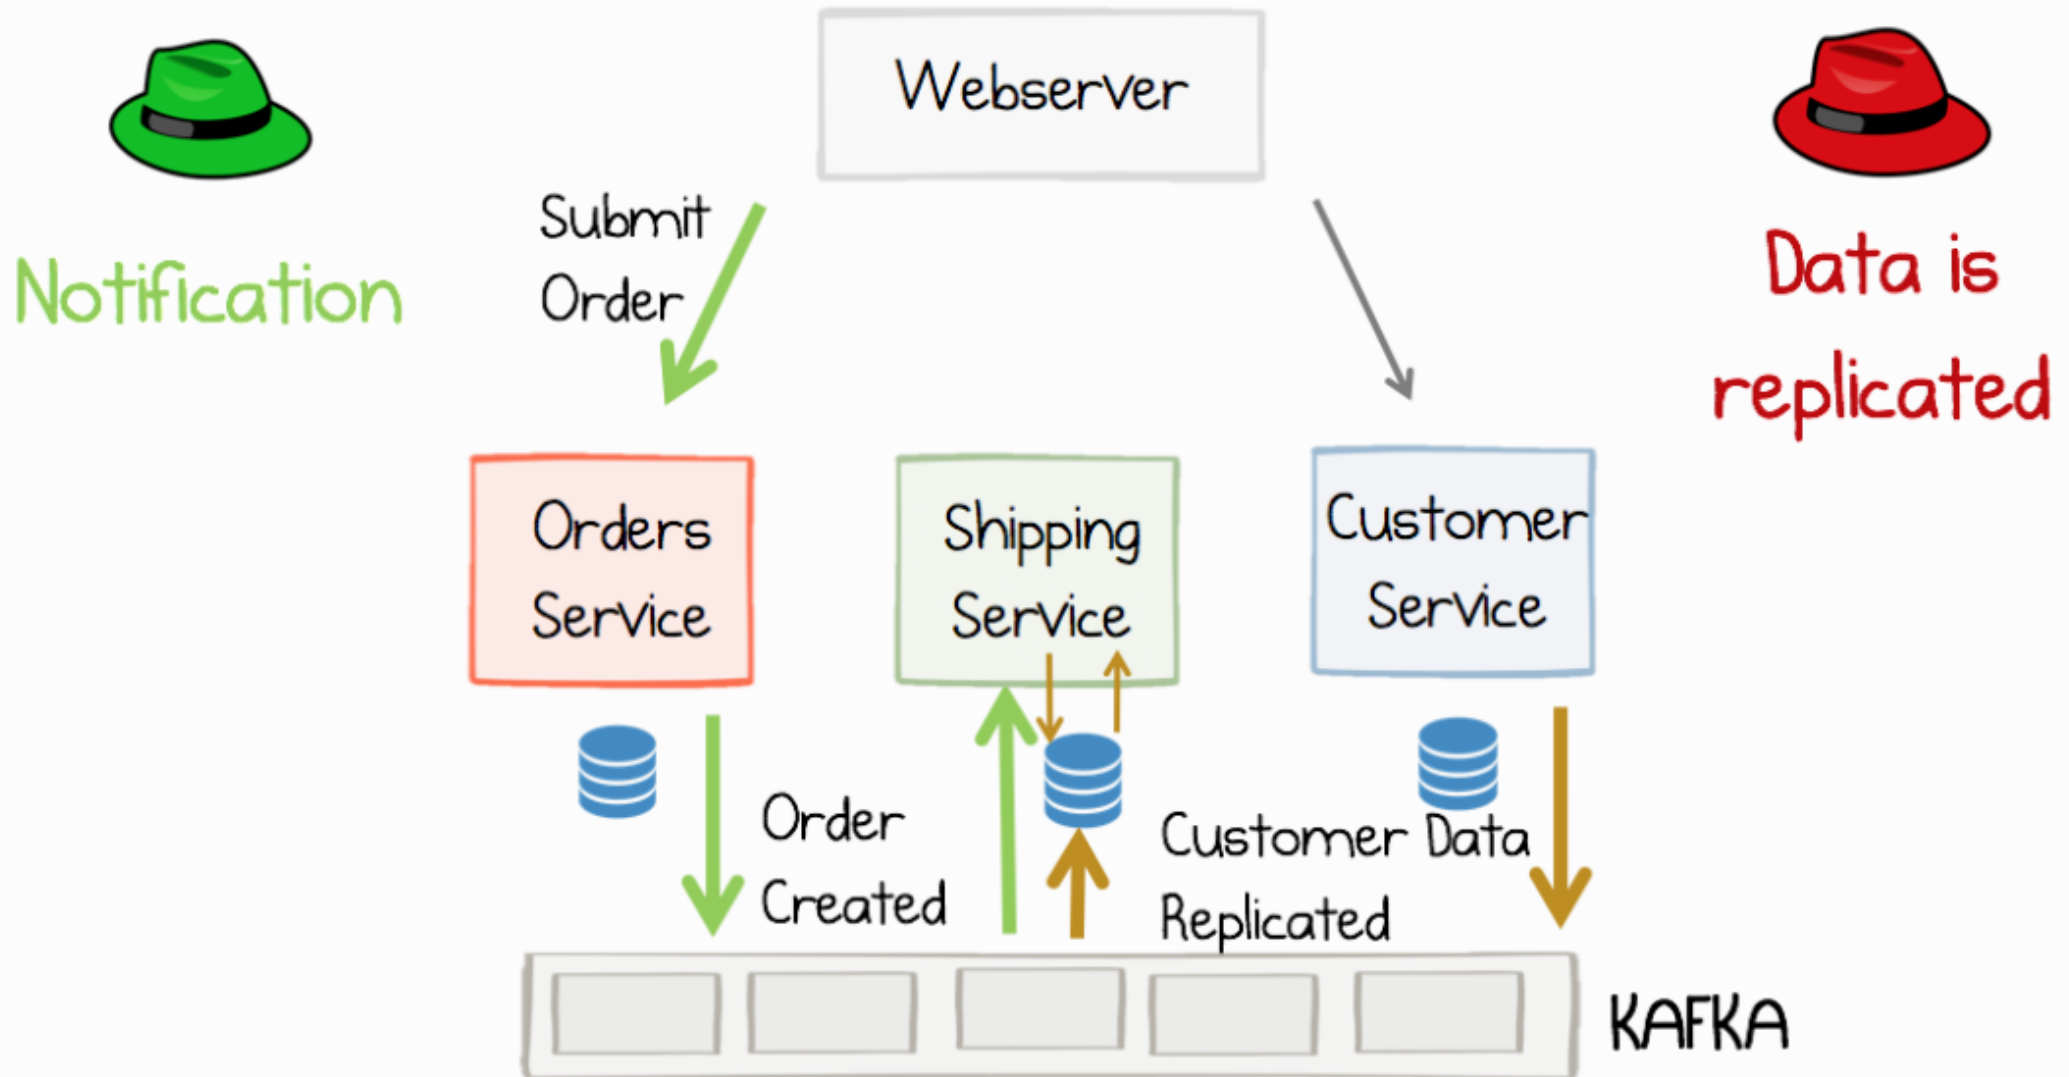 Webserver
Submit
Order
Notification
Data is
replicated
Orders
Service
Shipping
Service
Customer
Service
Order
Created
Customer Data
Replicated
KAFKA